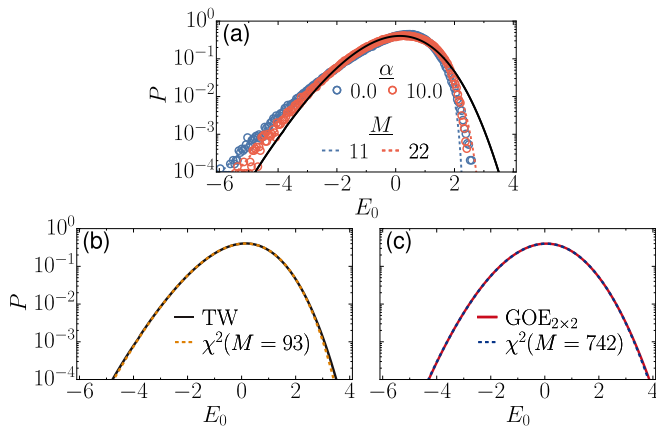 (a)
10^0
10^{-1}
10^{-2}
10^{-3}
10^{-4}
P
α
0.0 10.0
M
11 22
−6 −4 −2 0 2 4
E_0
(b)
10^0
10^{-1}
10^{-2}
10^{-3}
10^{-4}
P
TW
χ^2(M = 93)
−6 −4 −2 0 2 4
E_0
(c)
GOE_{2×2}
χ^2(M = 742)
−6 −4 −2 0 2 4
E_0